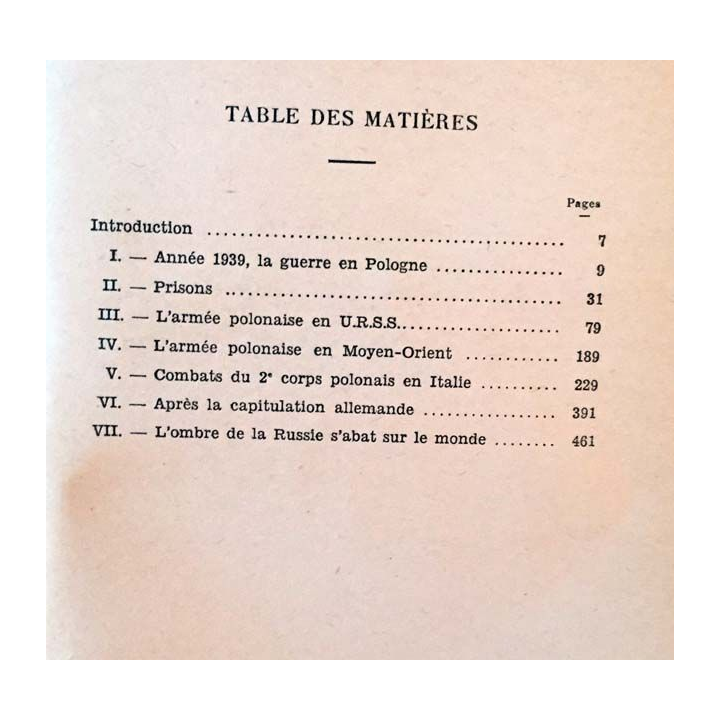 TABLE DES MATIÈRES
Pages
Introduction ........................................ 7
I. — Année 1939, la guerre en Pologne .............. 9
II. — Prisons ...................................... 31
III. — L'armée polonaise en U.R.S.S................... 79
IV. — L'armée polonaise en Moyen-Orient ............ 189
V. — Combats du 2e corps polonais en Italie .......... 229
VI. — Après la capitulation allemande ................ 391
VII. — L'ombre de la Russie s'abat sur le monde ........ 461